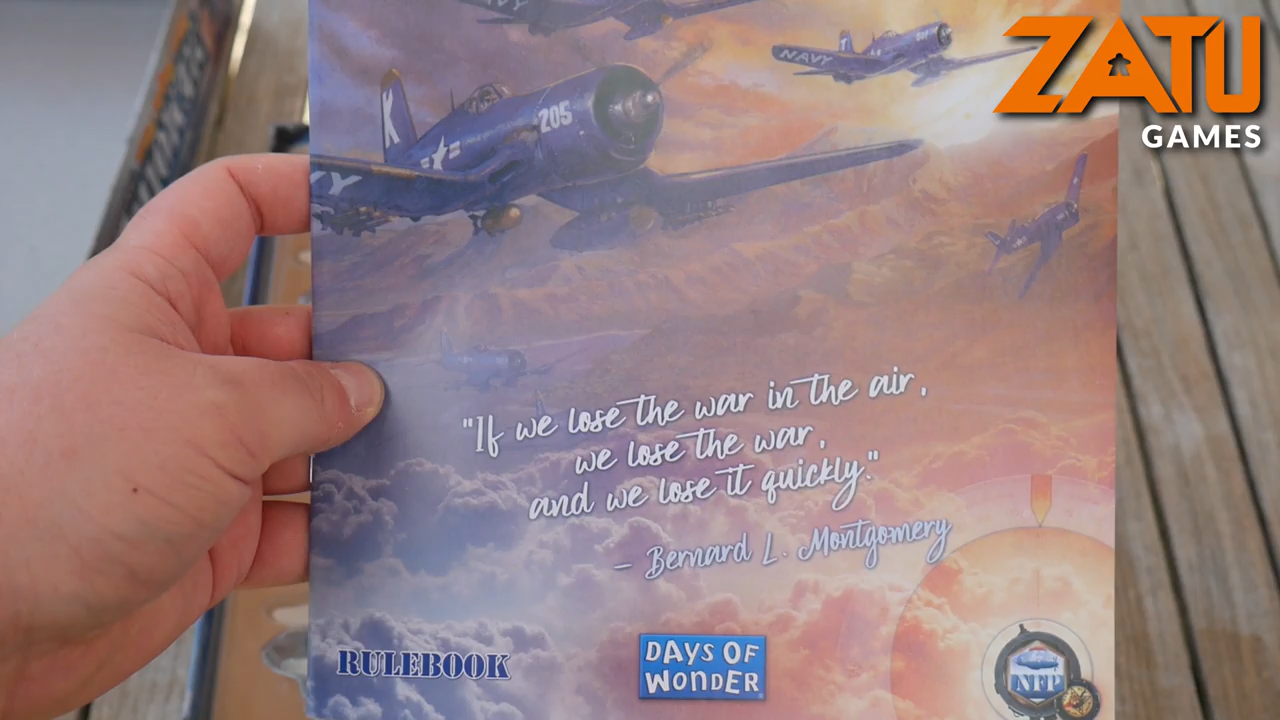 ZATU
GAMES
NAVY
K
205
"If we lose the war in the air,
we lose the war,
and we lose it quickly."
– Bernard L. Montgomery
RULEBOOK
DAYS OF
WONDER
NFP